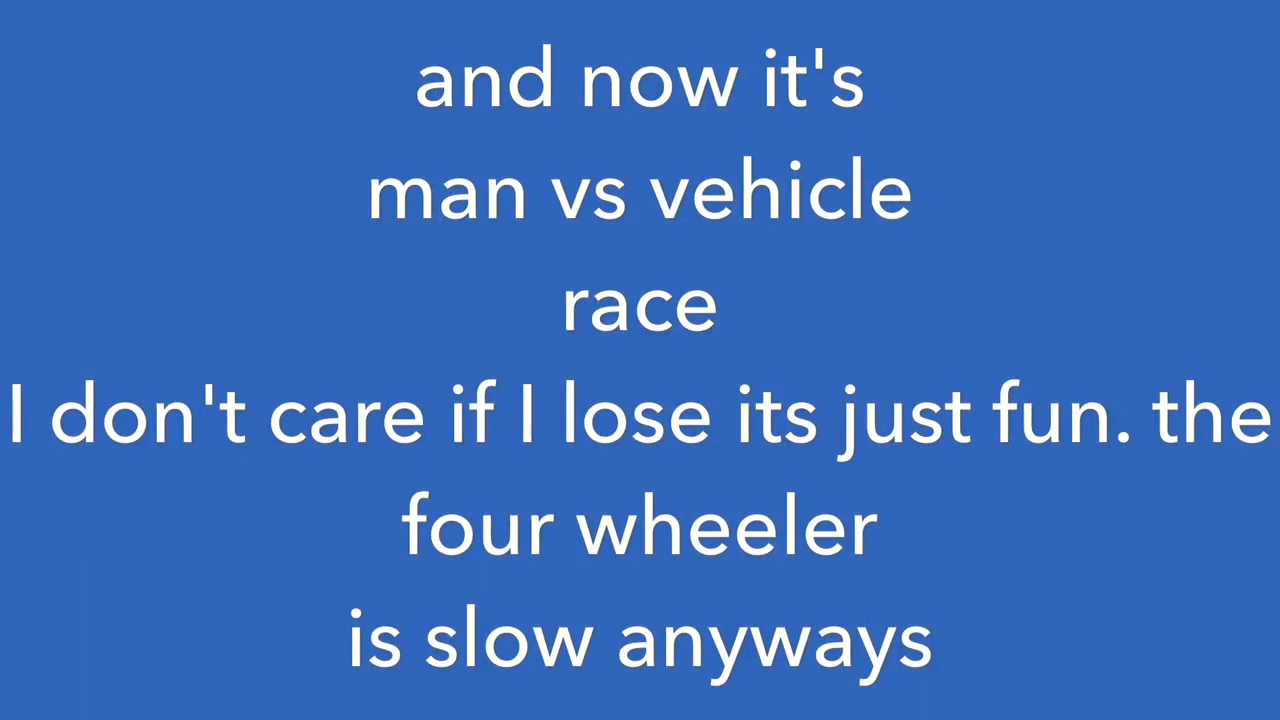 and now it's
man vs vehicle
race
I don't care if I lose its just fun. the
four wheeler
is slow anyways